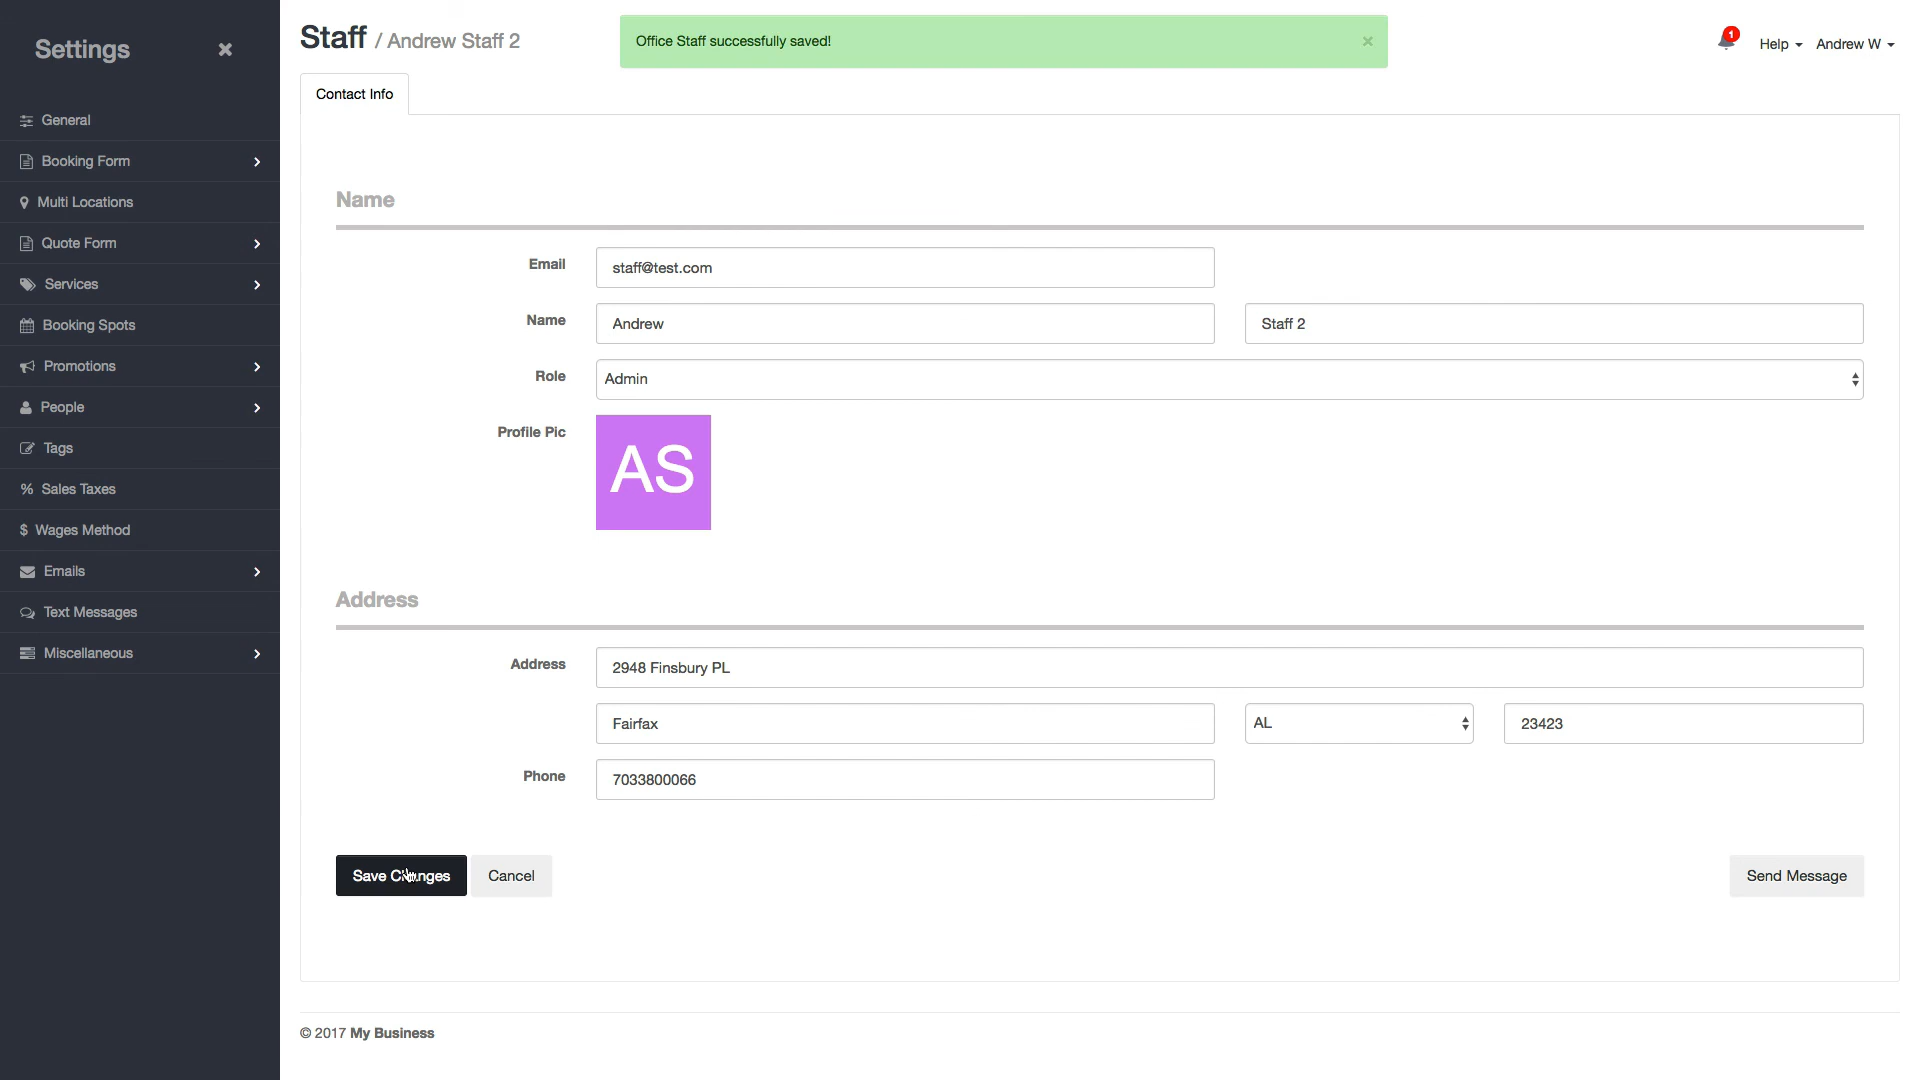 Settings
General
Booking Form
Multi Locations
Quote Form
Services
Booking Spots
Promotions
People
Tags
% Sales Taxes
$ Wages Method
Emails
Text Messages
Miscellaneous
Staff / Andrew Staff 2
Office Staff successfully saved! ×
1
Help Andrew W
Contact Info
Name
Email staff@test.com
Name Andrew Staff 2
Role Admin
Profile Pic AS
Address
Address 2948 Finsbury PL
Fairfax AL 23423
Phone 7033800066
Save Changes Cancel Send Message
© 2017 My Business